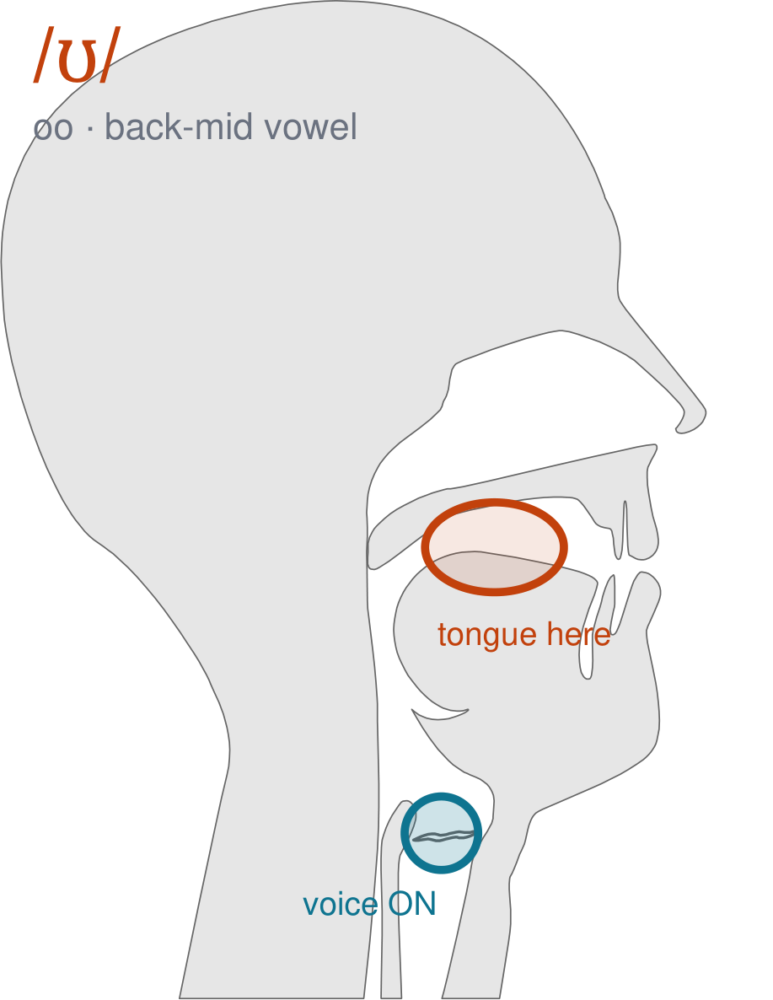 /ʊ/
oo · back-mid vowel
tongue here
voice ON